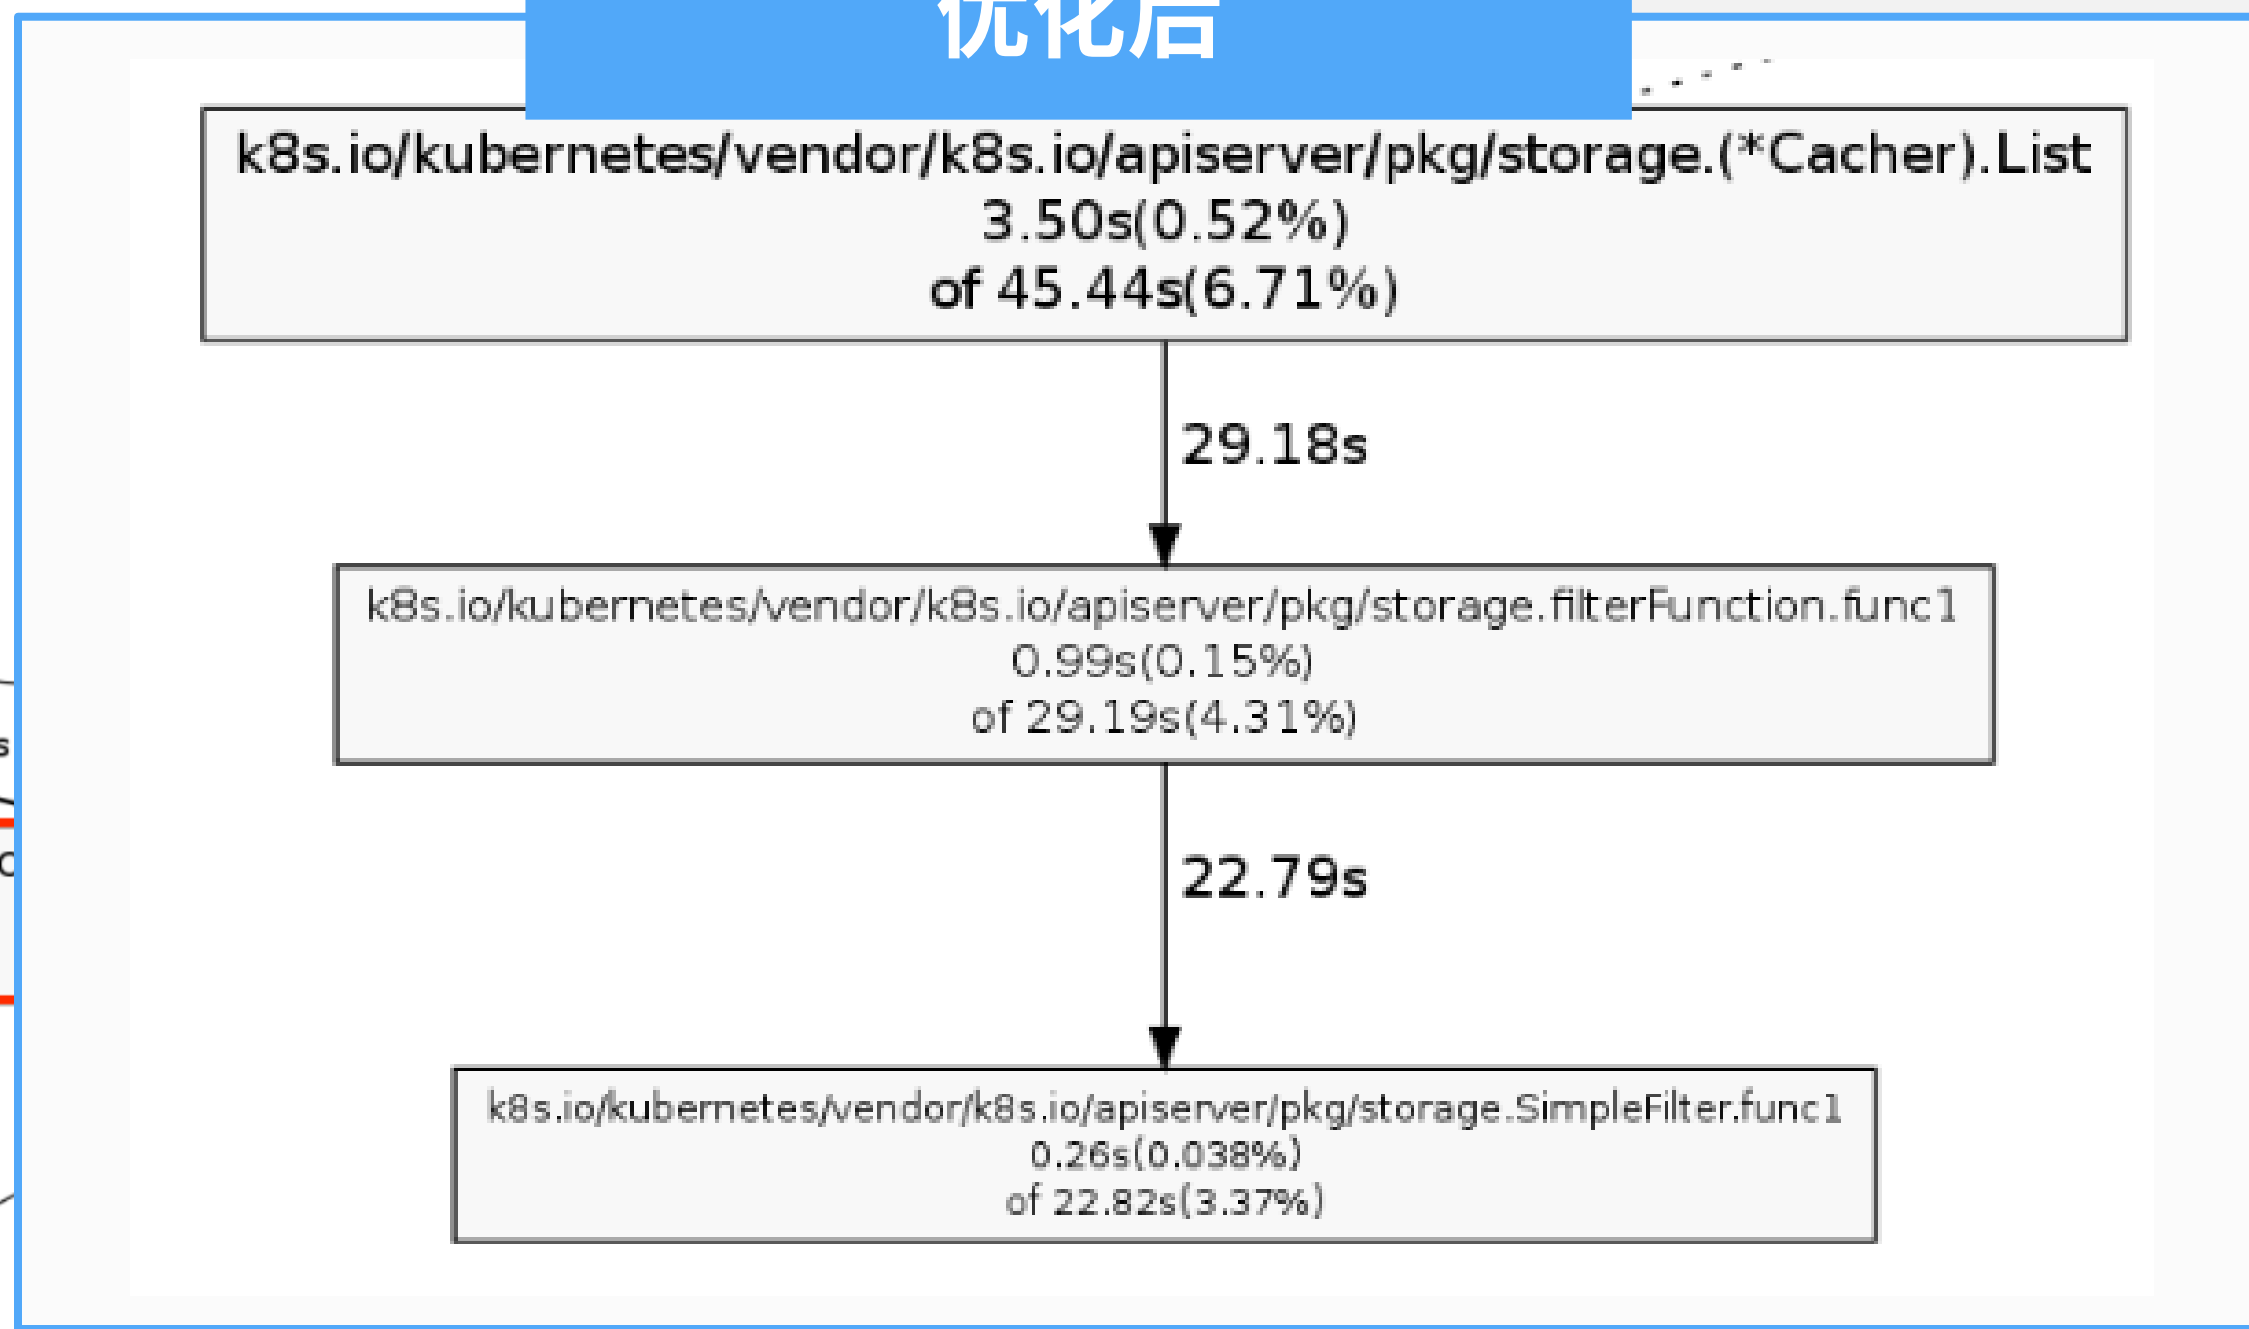 优化后
k8s.io/kubernetes/vendor/k8s.io/apiserver/pkg/storage.(*Cacher).List
3.50s(0.52%)
of 45.44s(6.71%)
29.18s
k8s.io/kubernetes/vendor/k8s.io/apiserver/pkg/storage.filterFunction.func1
0.99s(0.15%)
of 29.19s(4.31%)
s
22.79s
k8s.io/kubernetes/vendor/k8s.io/apiserver/pkg/storage.SimpleFilter.func1
0.26s(0.038%)
of 22.82s(3.37%)